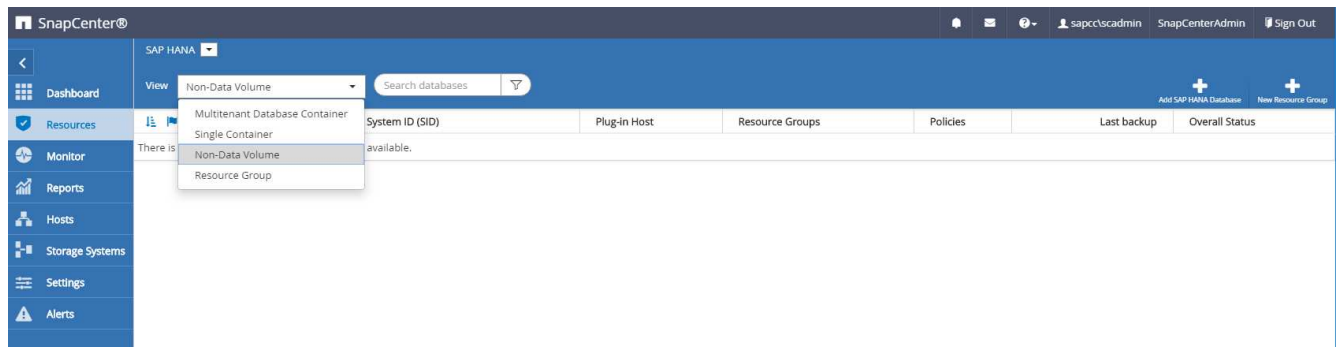 SnapCenter®
sapcc\scadmin SnapCenterAdmin Sign Out
SAP HANA
View Non-Data Volume Search databases
Add SAP HANA Database New Resource Group
Multitenant Database Container
Single Container
Non-Data Volume
Resource Group
System ID (SID) Plug-in Host Resource Groups Policies Last backup Overall Status
There is available.
Dashboard
Resources
Monitor
Reports
Hosts
Storage Systems
Settings
Alerts